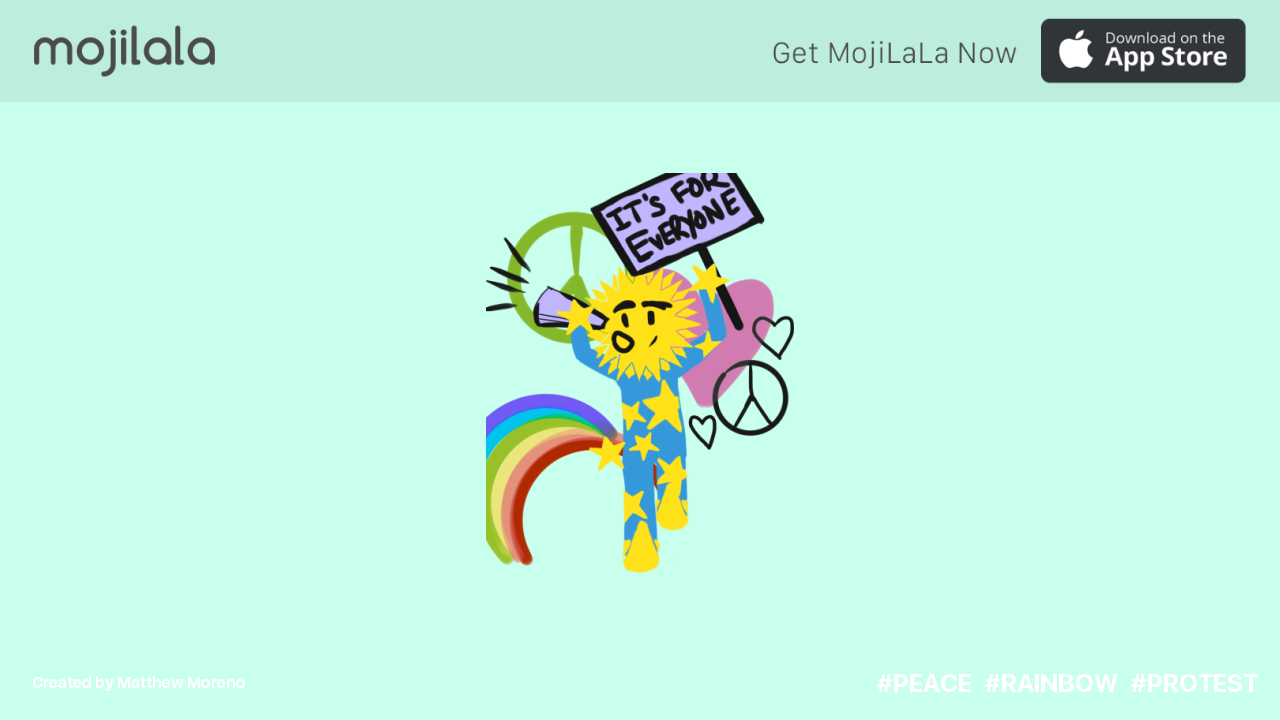 mojilala
Get MojiLaLa Now
Download on the
App Store
IT'S FOR
EVERYONE
Created by Matthew Moreno
#PEACE #RAINBOW #PROTEST